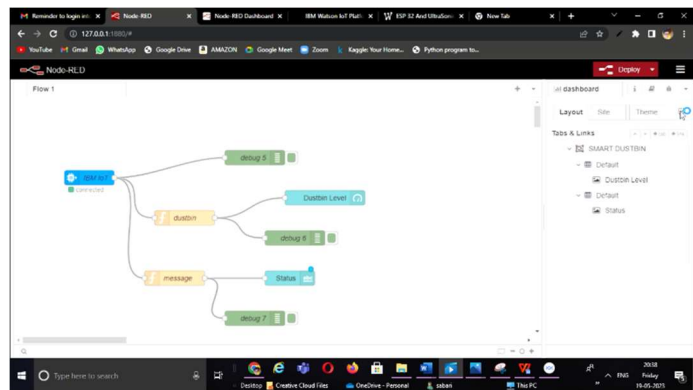 Reminder to login into
Node-RED
Node-RED Dashboard
IBM Watson IoT Platf
ESP 32 And UltraSoni
New Tab
127.0.0.1:1880/#
YouTube Gmail WhatsApp Google Drive AMAZON Google Meet Zoom Kaggle: Your Home... Python program to...
Node-RED
Deploy
Flow 1
dashboard
Layout Site Theme
Tabs & Links
SMART DUSTBIN
Default
Dustbin Level
Default
Status
debug 5
IBM IoT
connected
Dustbin Level
dustbin
debug 6
message
Status
debug 7
Type here to search
20:38
ENG Friday
Desktop Creative Cloud Files OneDrive - Personal sabari This PC
19-05-2023